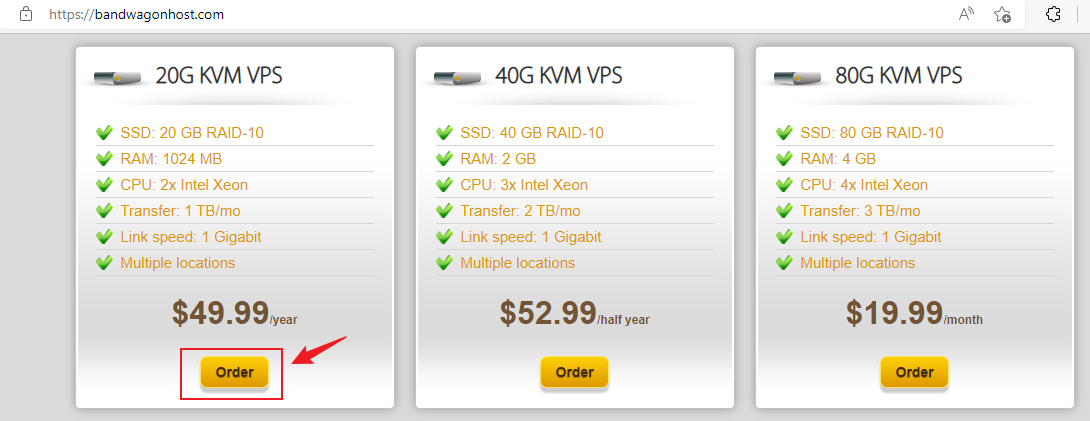 https://bandwagonhost.com
20G KVM VPS
SSD: 20 GB RAID-10
RAM: 1024 MB
CPU: 2x Intel Xeon
Transfer: 1 TB/mo
Link speed: 1 Gigabit
Multiple locations
$49.99/year
Order
40G KVM VPS
SSD: 40 GB RAID-10
RAM: 2 GB
CPU: 3x Intel Xeon
Transfer: 2 TB/mo
Link speed: 1 Gigabit
Multiple locations
$52.99/half year
Order
80G KVM VPS
SSD: 80 GB RAID-10
RAM: 4 GB
CPU: 4x Intel Xeon
Transfer: 3 TB/mo
Link speed: 1 Gigabit
Multiple locations
$19.99/month
Order